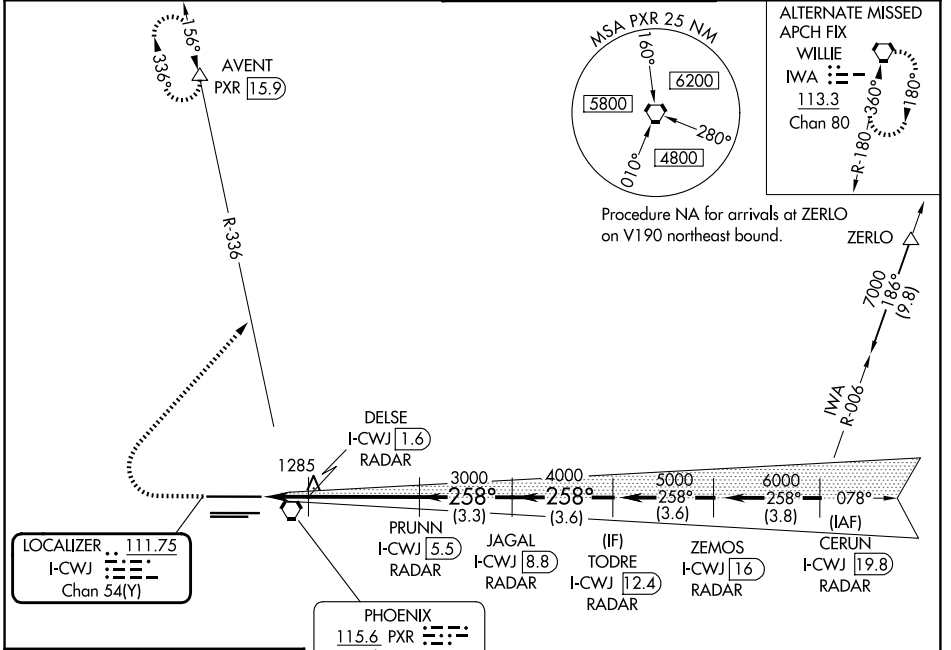 156°
336°
AVENT
PXR 15.9
R-336
MSA PXR 25 NM
160°
6200
5800
280°
4800
010°
ALTERNATE MISSED
APCH FIX
WILLIE
IWA
113.3
Chan 80
360°
180°
R-180
Procedure NA for arrivals at ZERLO
on V190 northeast bound.
ZERLO
7000
186°
(9.8)
IWA
R-006
DELSE
I-CWJ 1.6
RADAR
1285
3000
258°
(3.3)
4000
258°
(3.6)
5000
258°
(3.6)
6000
258°
(3.8)
078°
PRUNN
I-CWJ 5.5
RADAR
JAGAL
I-CWJ 8.8
RADAR
(IF)
TODRE
I-CWJ 12.4
RADAR
ZEMOS
I-CWJ 16
RADAR
(IAF)
CERUN
I-CWJ 19.8
RADAR
LOCALIZER 111.75
I-CWJ
Chan 54(Y)
PHOENIX
115.6 PXR